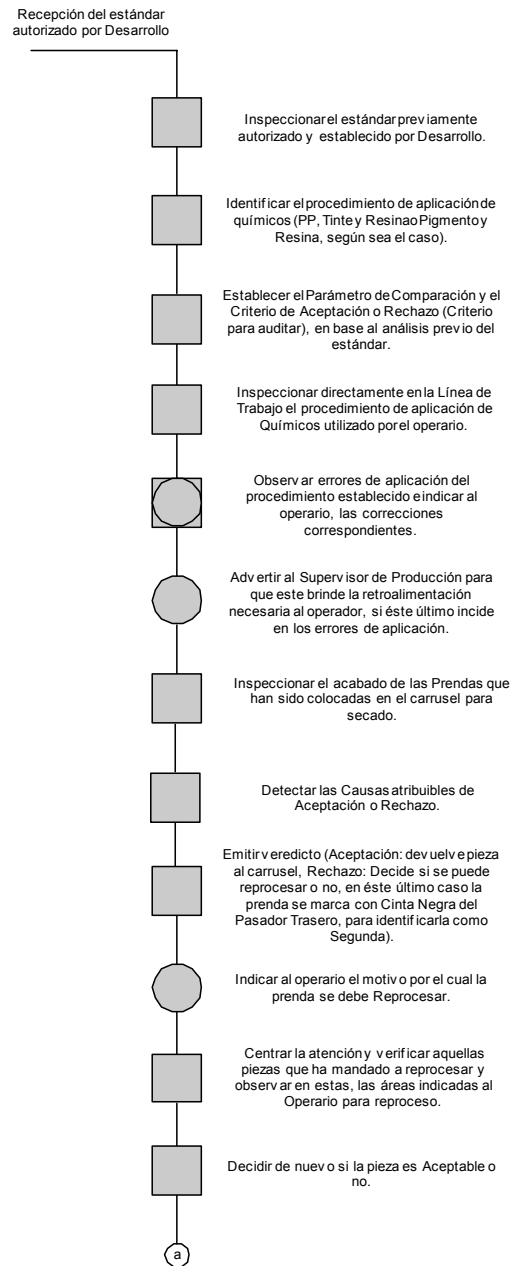 Recepción del estándar
autorizado por Desarrollo
Inspeccionar el estándar previamente
autorizado y establecido por Desarrollo.
Identificar el procedimiento de aplicación de
químicos (PP, Tinte y Resina o Pigmento y
Resina, según sea el caso).
Establecer el Parámetro de Comparación y el
Criterio de Aceptación o Rechazo (Criterio
para auditar), en base al análisis previo del
estándar.
Inspeccionar directamente en la Línea de
Trabajo el procedimiento de aplicación de
Químicos utilizado por el operario.
Observar errores de aplicación del
procedimiento establecido e indicar al
operario, las correcciones
correspondientes.
Advertir al Supervisor de Producción para
que este brinde la retroalimentación
necesaria al operador, si éste último incide
en los errores de aplicación.
Inspeccionar el acabado de las Prendas que
han sido colocadas en el carrusel para
secado.
Detectar las Causas atribuibles de
Aceptación o Rechazo.
Emitir veredicto (Aceptación: devuelve pieza
al carrusel, Rechazo: Decide si se puede
reprocesar o no, en éste último caso la
prenda se marca con Cinta Negra del
Pasador Trasero, para identificarla como
Segunda).
Indicar al operario el motivo por el cual la
prenda se debe Reprocesar.
Centrar la atención y verificar aquellas
piezas que ha mandado a reprocesar y
observar en estas, las áreas indicadas al
Operario para reproceso.
Decidir de nuevo si la pieza es Aceptable o
no.
a